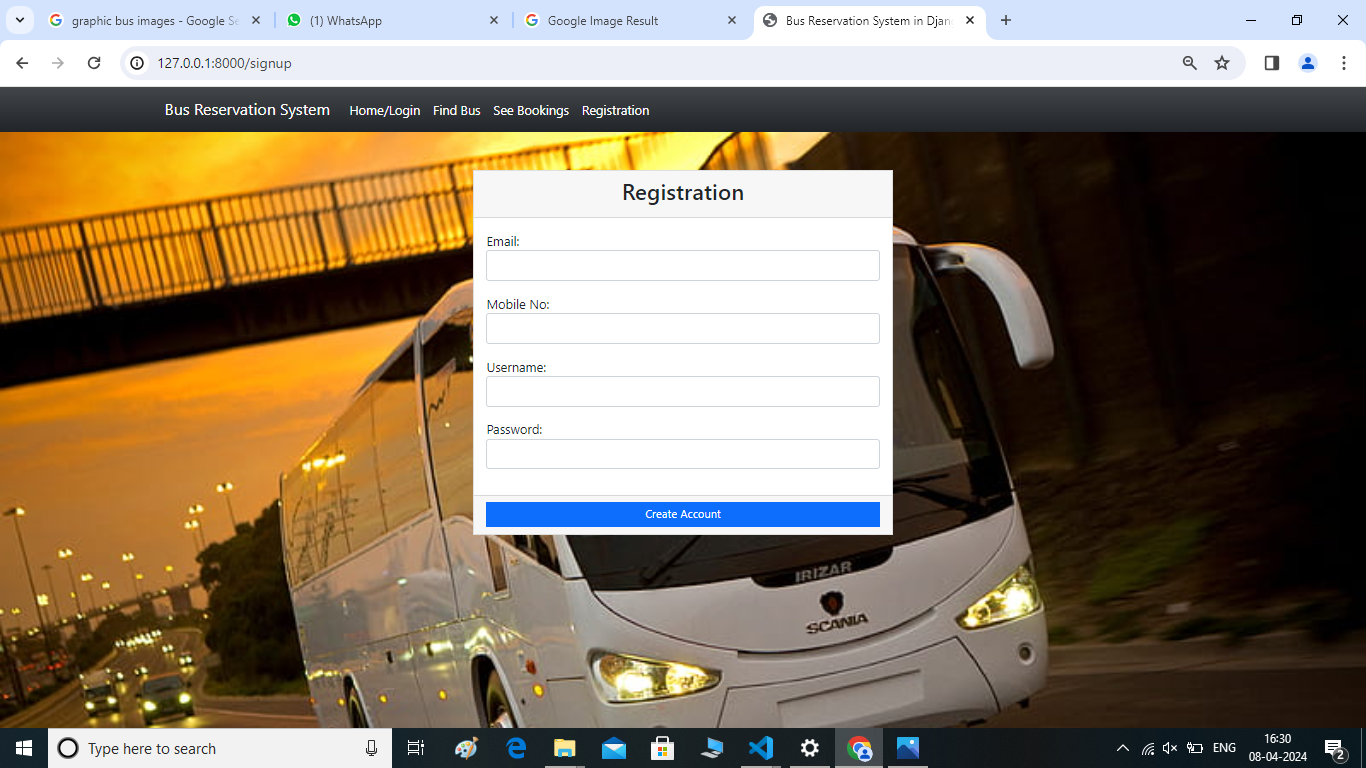 graphic bus images - Google Se
(1) WhatsApp
Google Image Result
Bus Reservation System in Djan
127.0.0.1:8000/signup
Bus Reservation System Home/Login Find Bus See Bookings Registration
Registration
Email:
Mobile No:
Username:
Password:
Create Account
IRIZAR
SCANIA
Type here to search
ENG
16:30
08-04-2024
2